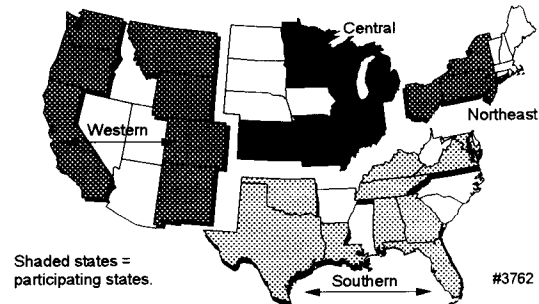 Central
Northeast
Western
Shaded states =
participating states.
Southern
#3762